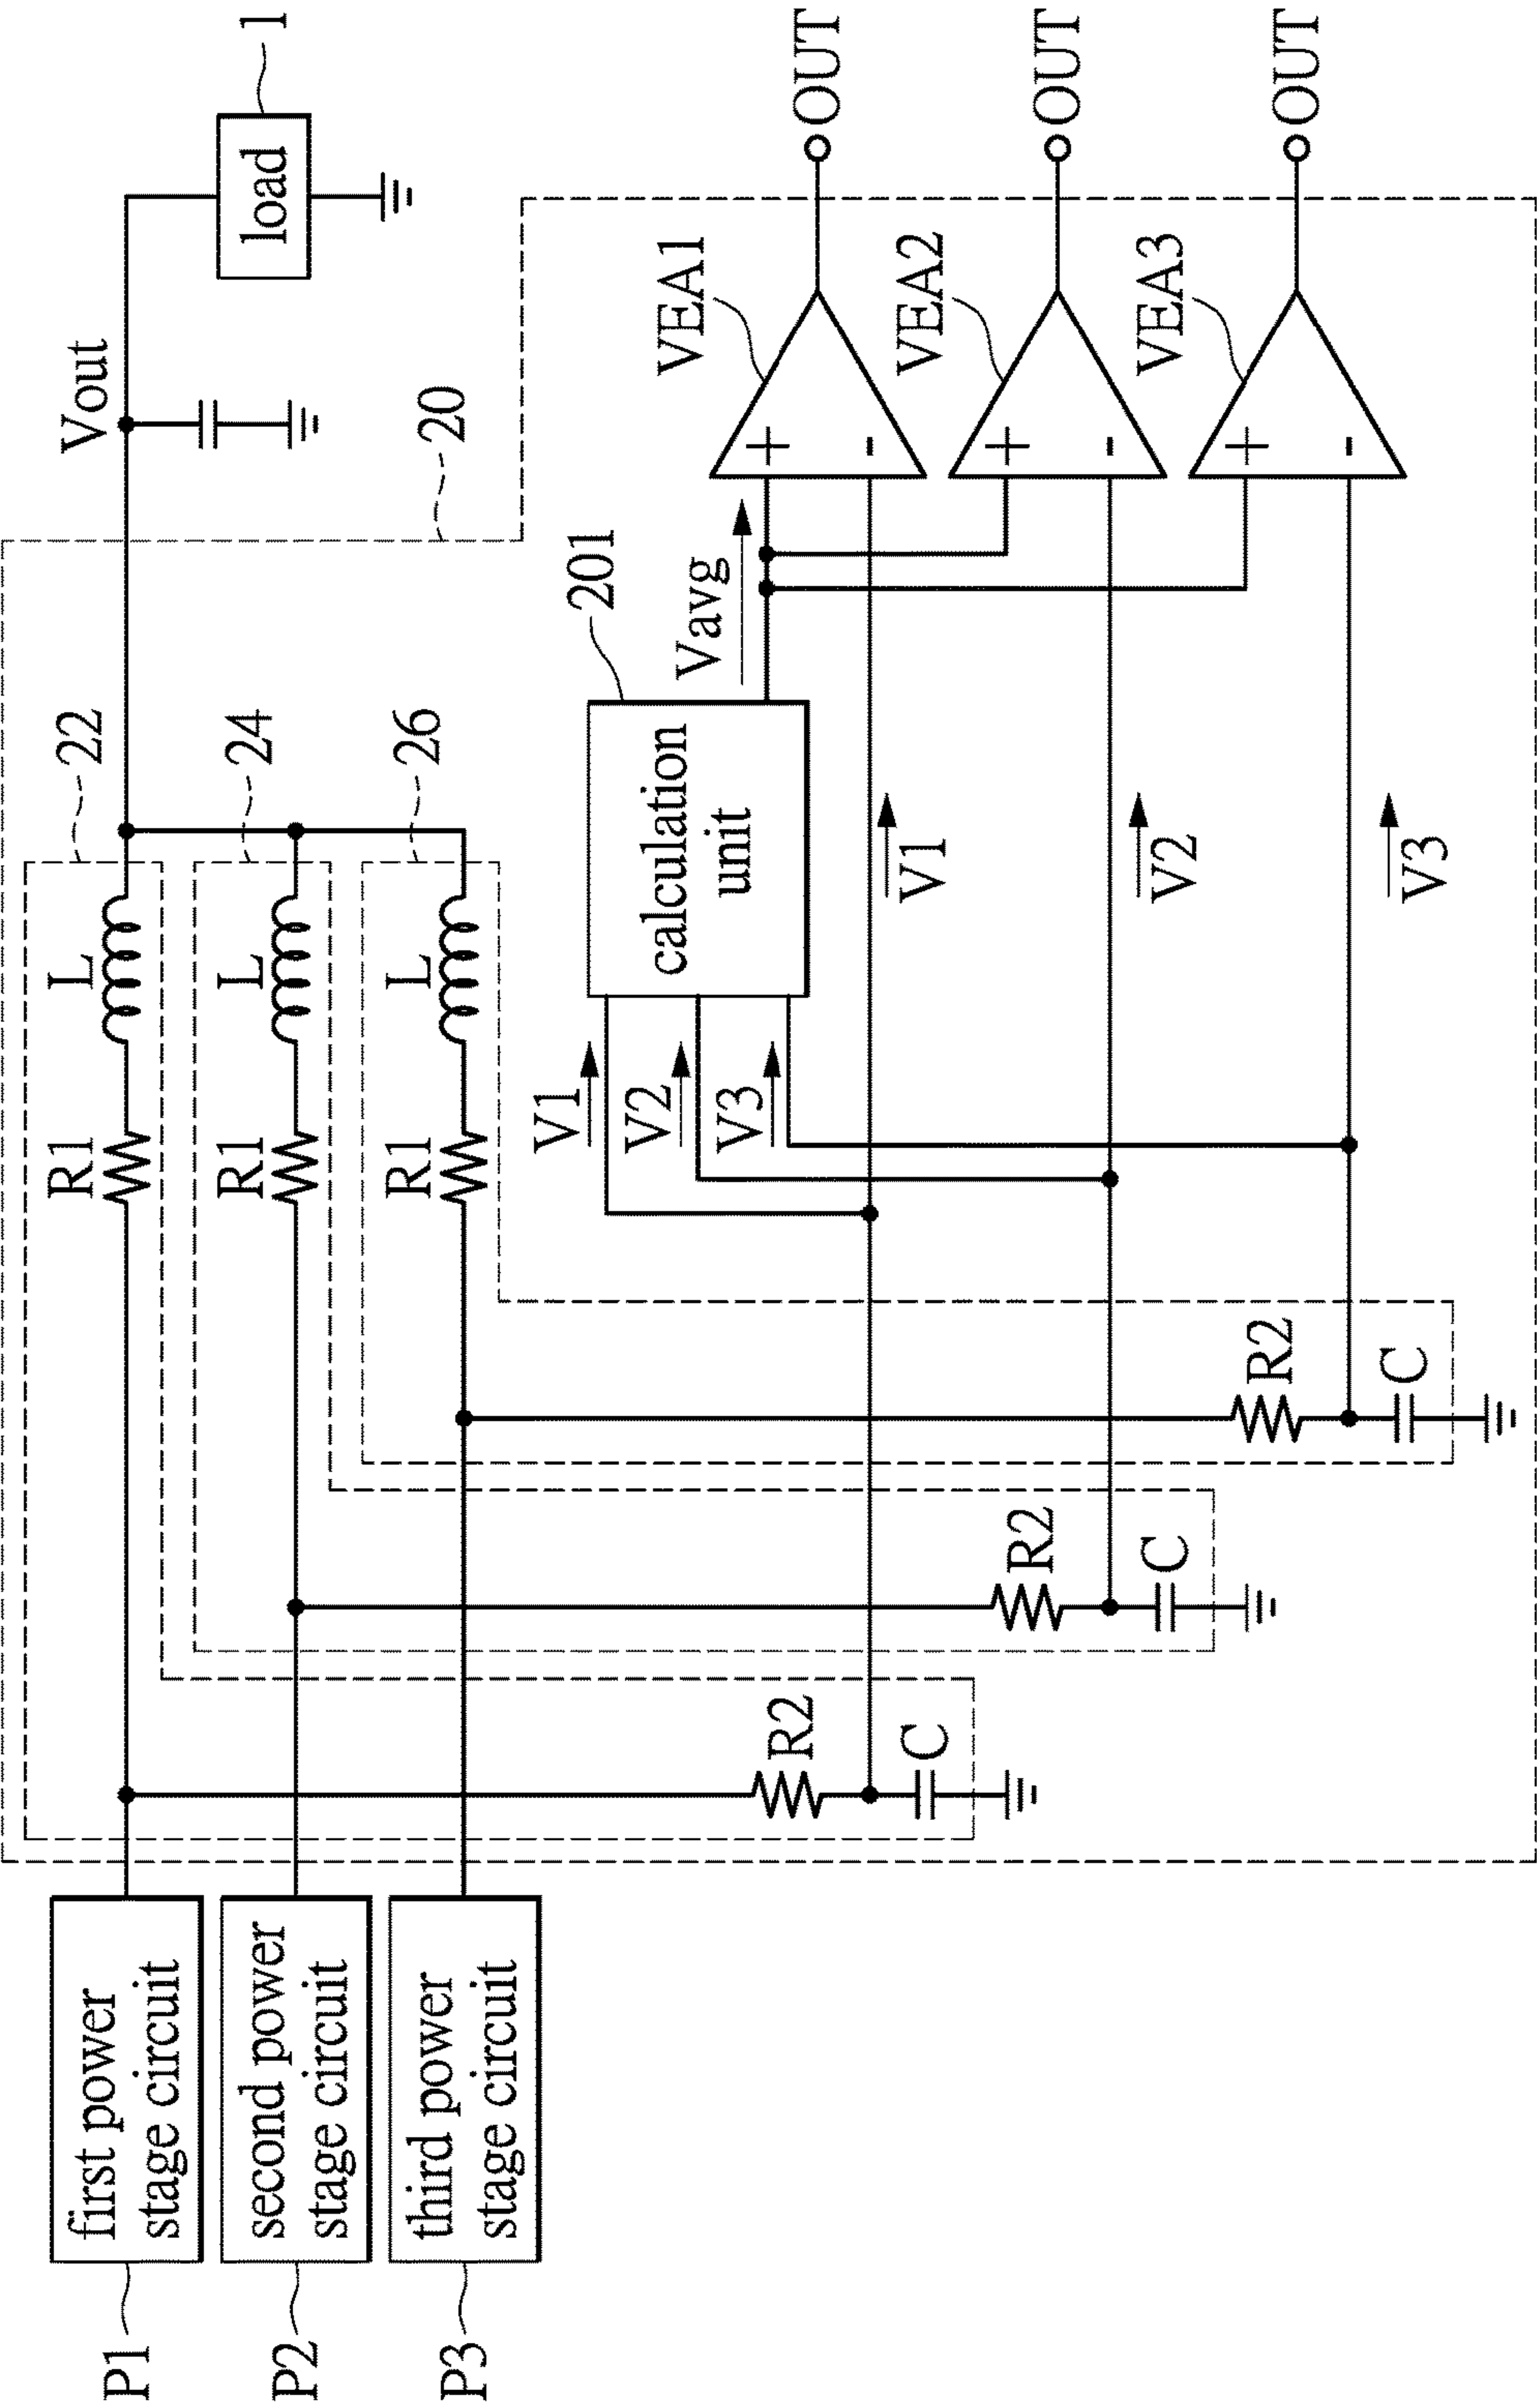 P1
first power
stage circuit
P2
second power
stage circuit
P3
third power
stage circuit
22
R1
L
24
R1
L
26
R1
L
Vout
load
1
20
R2
C
R2
C
R2
C
V1
V2
V3
calculation
unit
201
Vavg
V1
V2
V3
VEA1
+
-
OUT
VEA2
+
-
OUT
VEA3
+
-
OUT